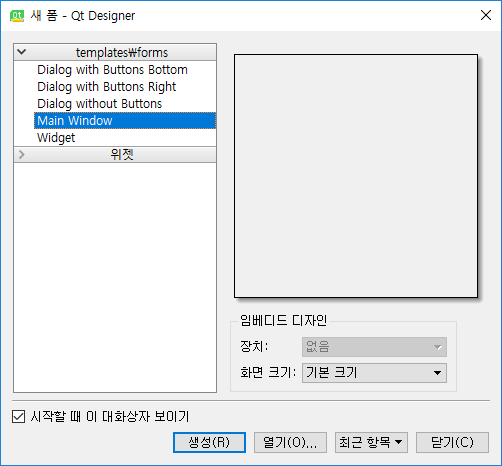 Qt 새 폼 - Qt Designer
templates₩forms
Dialog with Buttons Bottom
Dialog with Buttons Right
Dialog without Buttons
Main Window
Widget
위젯
임베디드 디자인
장치: 없음
화면 크기: 기본 크기
시작할 때 이 대화상자 보이기
생성(R) 열기(O)... 최근 항목 닫기(C)